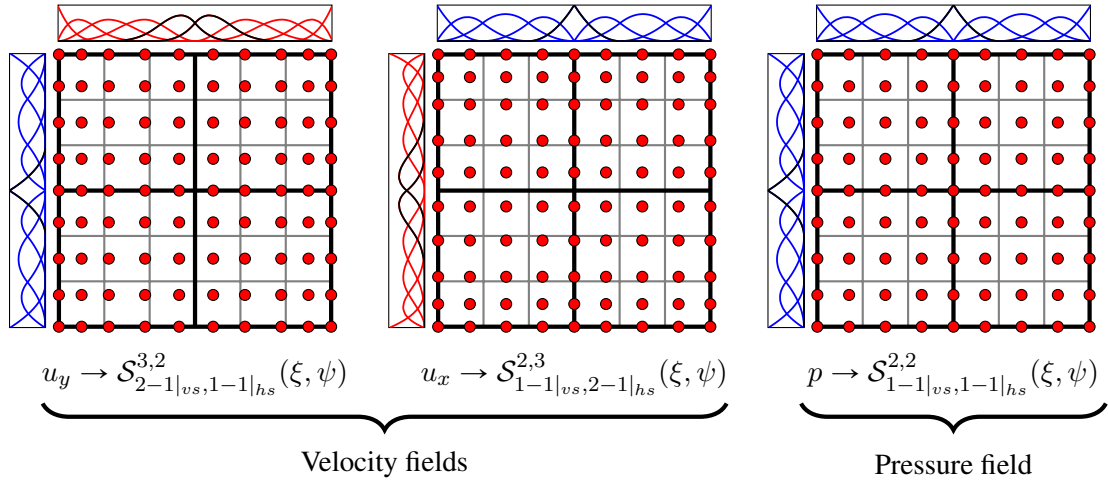 u_y → 𝒮^{3,2}_{2−1|_{vs},1−1|_{hs}}(ξ, ψ)
u_x → 𝒮^{2,3}_{1−1|_{vs},2−1|_{hs}}(ξ, ψ)
p → 𝒮^{2,2}_{1−1|_{vs},1−1|_{hs}}(ξ, ψ)
Velocity fields
Pressure field